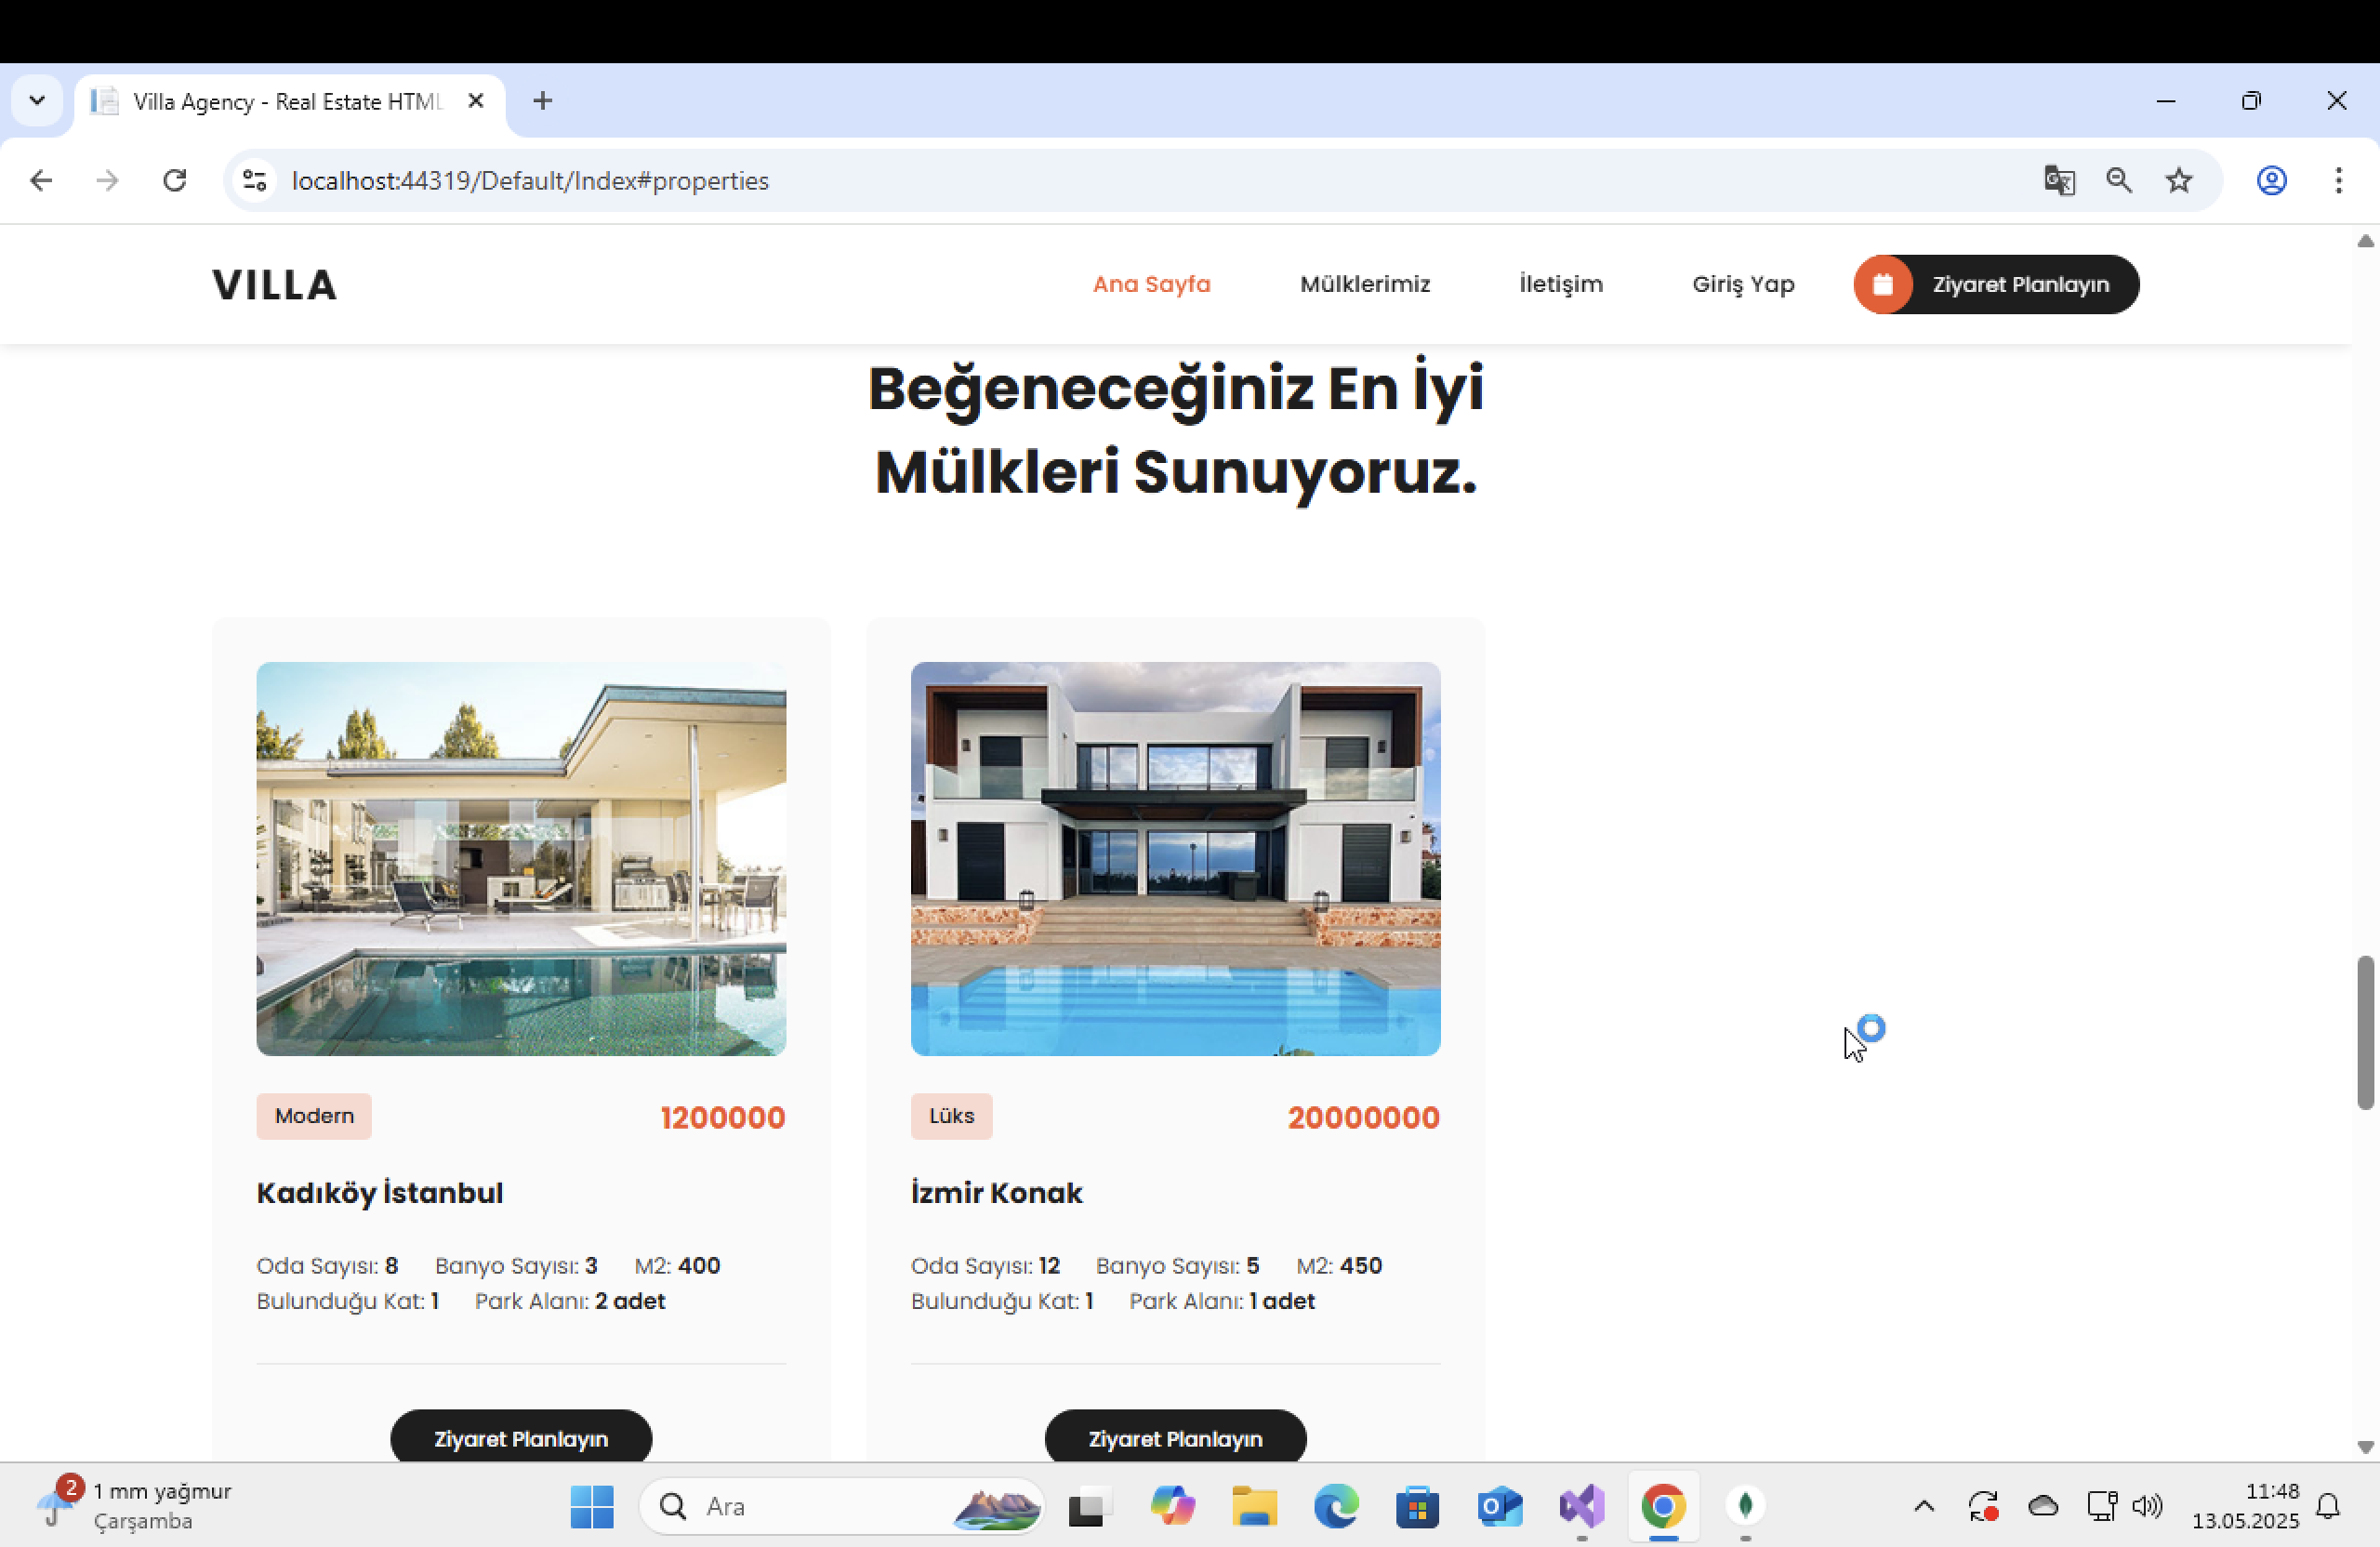 Villa Agency - Real Estate HTML
localhost:44319/Default/Index#properties
VILLA
Ana Sayfa
Mülklerimiz
İletişim
Giriş Yap
Ziyaret Planlayın
Beğeneceğiniz En İyi
Mülkleri Sunuyoruz.
Modern
1200000
Kadıköy İstanbul
Oda Sayısı: 8 Banyo Sayısı: 3 M2: 400
Bulunduğu Kat: 1 Park Alanı: 2 adet
Ziyaret Planlayın
Lüks
20000000
İzmir Konak
Oda Sayısı: 12 Banyo Sayısı: 5 M2: 450
Bulunduğu Kat: 1 Park Alanı: 1 adet
Ziyaret Planlayın
2
1 mm yağmur
Çarşamba
Ara
11:48
13.05.2025